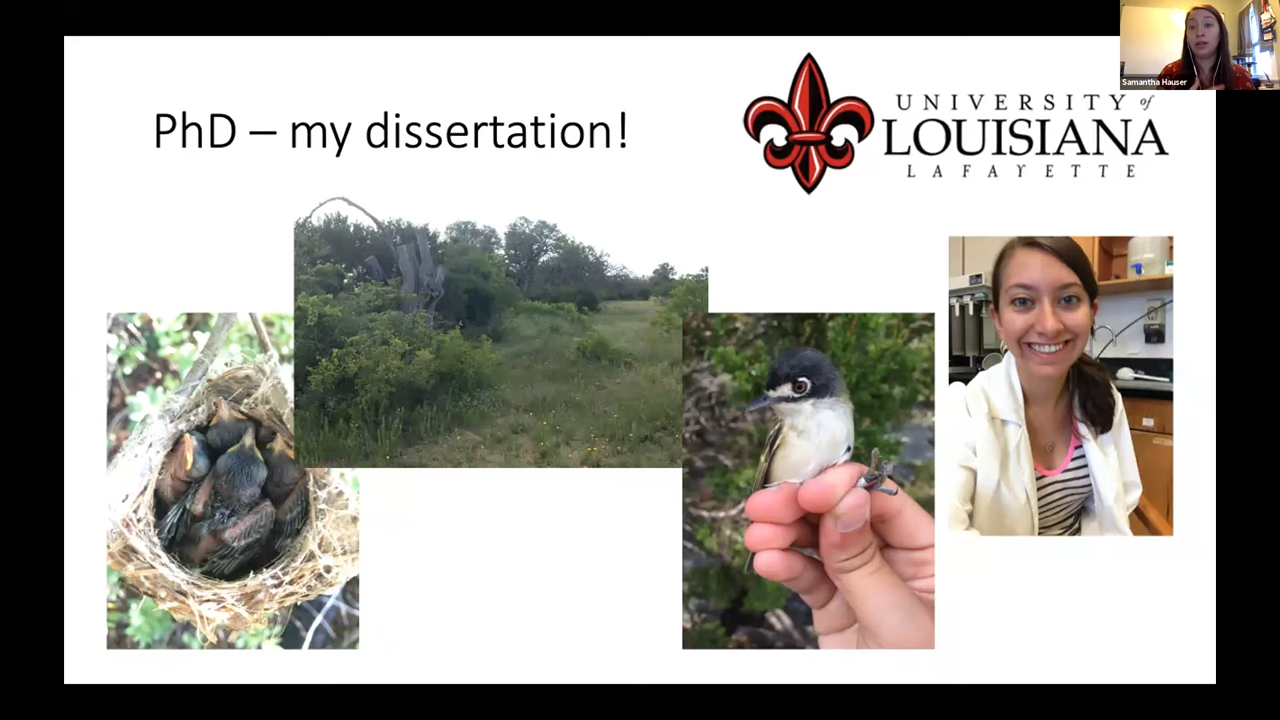 PhD – my dissertation!
UNIVERSITY of
LOUISIANA
LAFAYETTE
Samantha Hauser